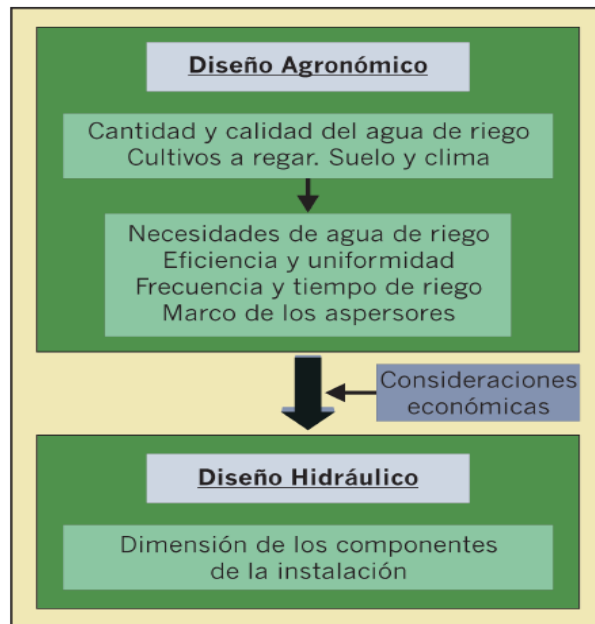 Diseño Agronómico
Cantidad y calidad del agua de riego
Cultivos a regar. Suelo y clima
Necesidades de agua de riego
Eficiencia y uniformidad
Frecuencia y tiempo de riego
Marco de los aspersores
Consideraciones
económicas
Diseño Hidráulico
Dimensión de los componentes
de la instalación